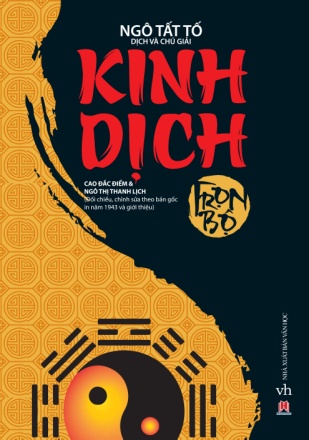 NGÔ TẤT TỐ
DỊCH VÀ CHÚ GIẢI
KINH
DỊCH
CAO ĐẮC ĐIỂM &
NGÔ THỊ THANH LỊCH
(Đối chiếu, chỉnh sửa theo bản gốc
in năm 1943 và giới thiệu)
TRỌN
BỘ
NHÀ XUẤT BẢN VĂN HỌC
vh